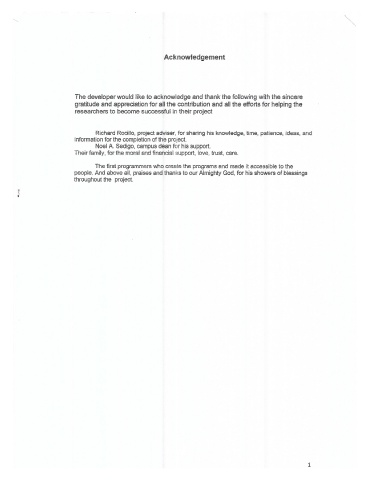 Acknowledgement
The developer would like to acknowledge and thank the following with the sincere
gratitude and appreciation for all the contribution and all the efforts for helping the
researchers to become successful in their project
Richard Rocillo, project adviser, for sharing his knowledge, time, patience, ideas, and
information for the completion of the project.
Noel A. Sedigo, campus dean for his support.
Their family, for the moral and financial support, love, trust, care.
The first programmers who create the programs end made it accessible to the
people. And above all, praises and thanks to our Almighty God, for his showers of blessings
throughout the project.
1